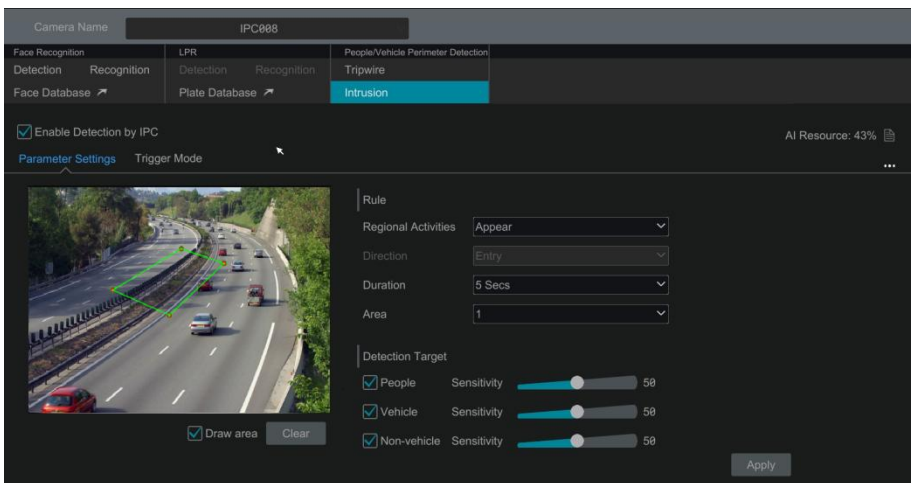 Camera Name IPC008
Face Recognition LPR People/Vehicle Perimeter Detection
Detection Recognition Detection Recognition Tripwire
Face Database Plate Database Intrusion
Enable Detection by IPC
AI Resource: 43%
Parameter Settings Trigger Mode
...
Rule
Regional Activities Appear
Direction Entry
Duration 5 Secs
Area 1
Detection Target
People Sensitivity 50
Vehicle Sensitivity 50
Draw area Clear
Non-vehicle Sensitivity 50
Apply